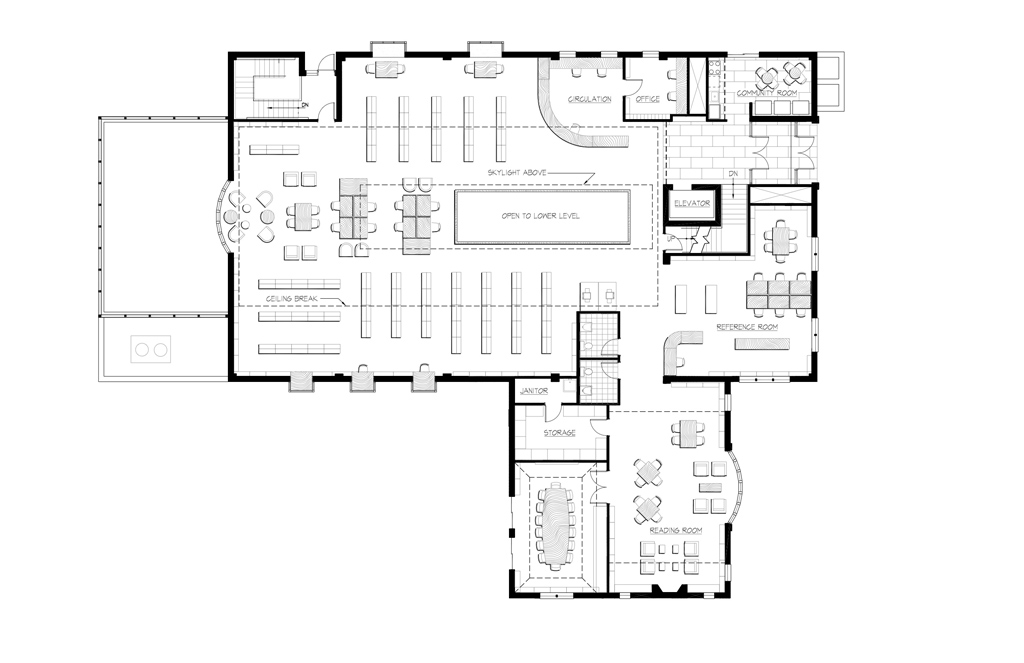 COMMUNITY ROOM
CIRCULATION
OFFICE
DN
SKYLIGHT ABOVE
DN
ELEVATOR
OPEN TO LOWER LEVEL
CEILING BREAK
REFERENCE ROOM
JANITOR
STORAGE
READING ROOM